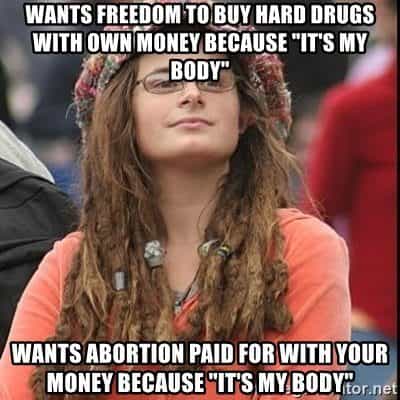 WANTS FREEDOM TO BUY HARD DRUGS
WITH OWN MONEY BECAUSE "IT'S MY
BODY"
WANTS ABORTION PAID FOR WITH YOUR
MONEY BECAUSE "IT'S MY BODY"